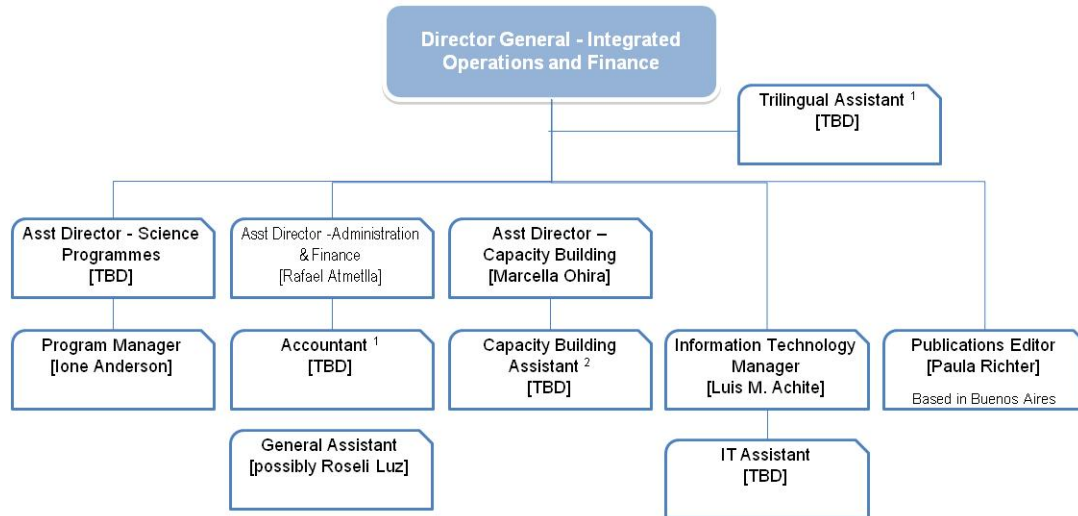 Director General - Integrated
Operations and Finance
Trilingual Assistant ¹
[TBD]
Asst Director - Science
Programmes
[TBD]
Asst Director -Administration
& Finance
[Rafael Atmetlla]
Asst Director –
Capacity Building
[Marcella Ohira]
Program Manager
[Ione Anderson]
Accountant ¹
[TBD]
Capacity Building
Assistant ²
[TBD]
Information Technology
Manager
[Luis M. Achite]
Publications Editor
[Paula Richter]
Based in Buenos Aires
General Assistant
[possibly Roseli Luz]
IT Assistant
[TBD]